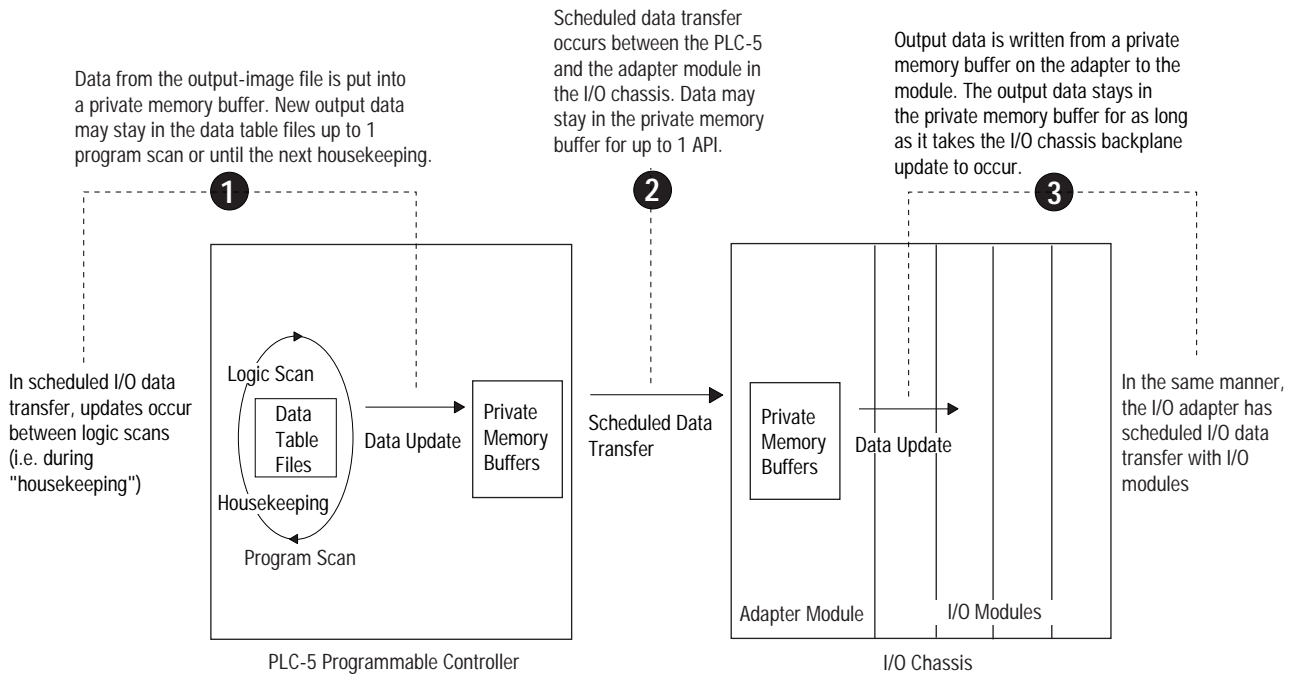 Data from the output-image file is put into
a private memory buffer. New output data
may stay in the data table files up to 1
program scan or until the next housekeeping.
Scheduled data transfer
occurs between the PLC-5
and the adapter module in
the I/O chassis. Data may
stay in the private memory
buffer for up to 1 API.
Output data is written from a private
memory buffer on the adapter to the
module. The output data stays in
the private memory buffer for as long
as it takes the I/O chassis backplane
update to occur.
1
2
3
In scheduled I/O data
transfer, updates occur
between logic scans
(i.e. during
"housekeeping")
Logic Scan
Data
Table
Files
Housekeeping
Program Scan
Data Update
Private
Memory
Buffers
Scheduled Data
Transfer
Private
Memory
Buffers
Data Update
Adapter Module
I/O Modules
In the same manner,
the I/O adapter has
scheduled I/O data
transfer with I/O
modules
PLC-5 Programmable Controller
I/O Chassis